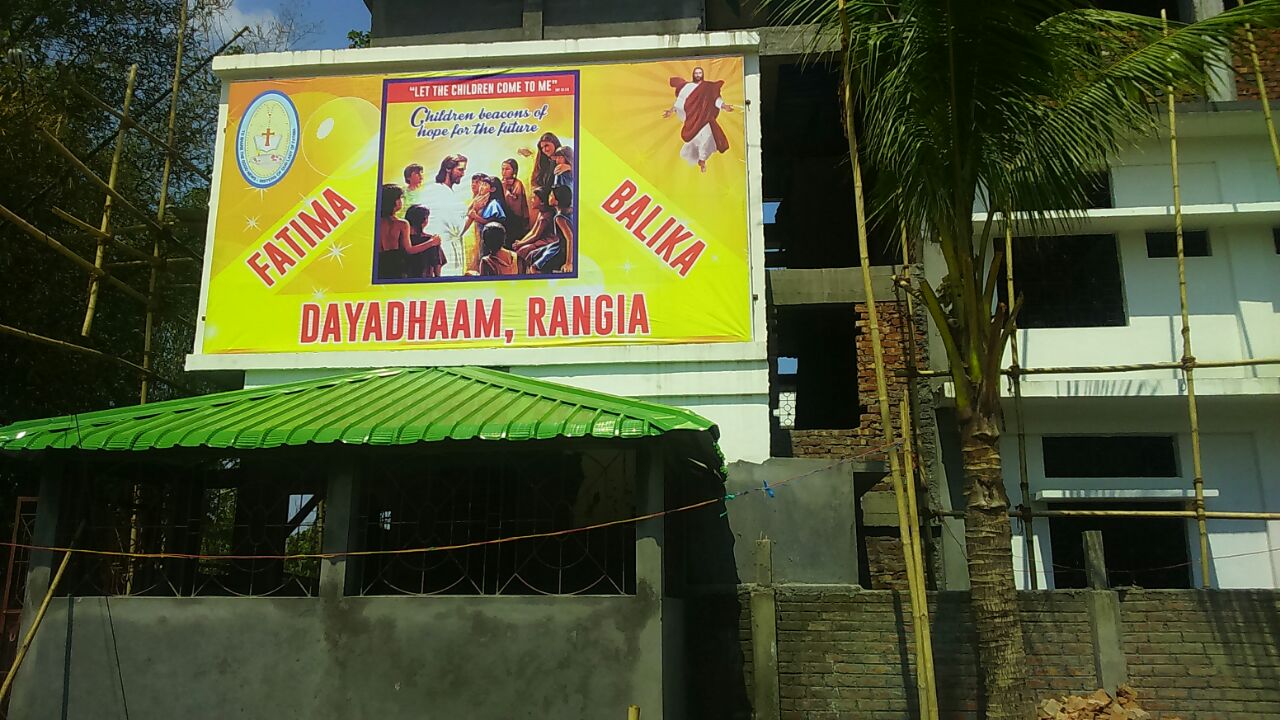 "LET THE CHILDREN COME TO ME"
Children beacons of
hope for the future
FATIMA
BALIKA
DAYADHAAM, RANGIA